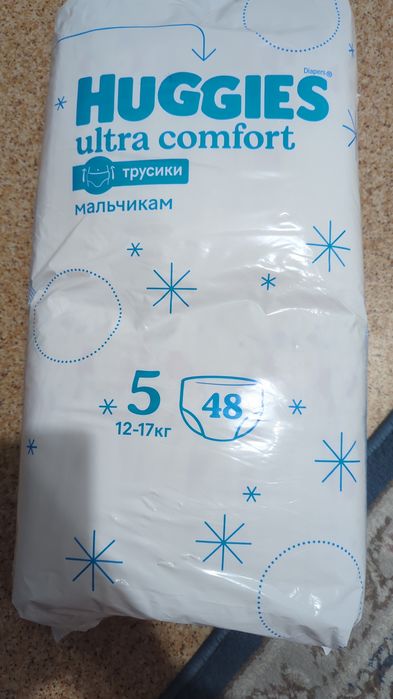 Diapers
HUGGIES
ultra comfort
трусики
мальчикам
5
48
12-17кг